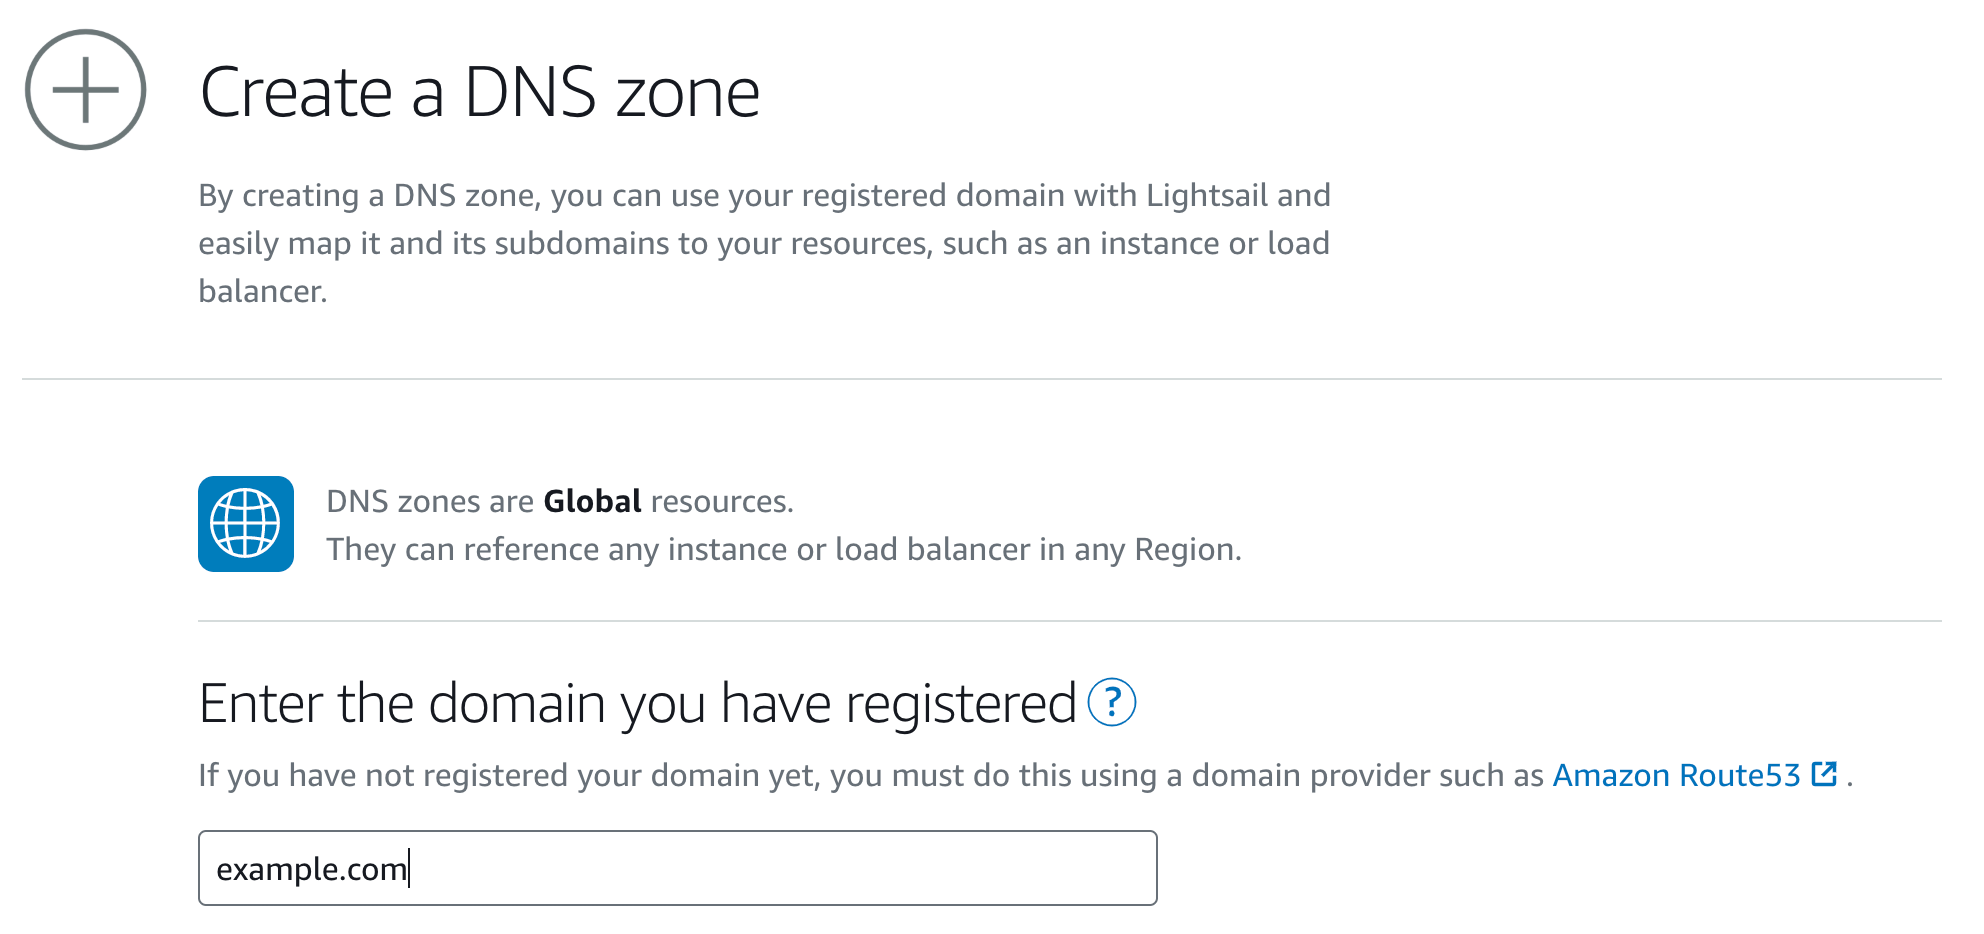 Create a DNS zone
By creating a DNS zone, you can use your registered domain with Lightsail and
easily map it and its subdomains to your resources, such as an instance or load
balancer.
DNS zones are Global resources.
They can reference any instance or load balancer in any Region.
Enter the domain you have registered ?
If you have not registered your domain yet, you must do this using a domain provider such as Amazon Route53 .
example.com